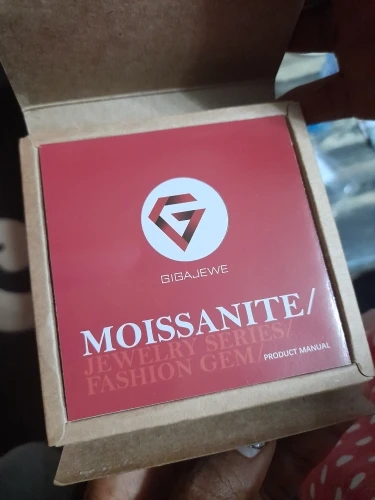 GIGAJEWE
MOISSANITE/
JEWELRY SERIES/
FASHION GEM/ PRODUCT MANUAL